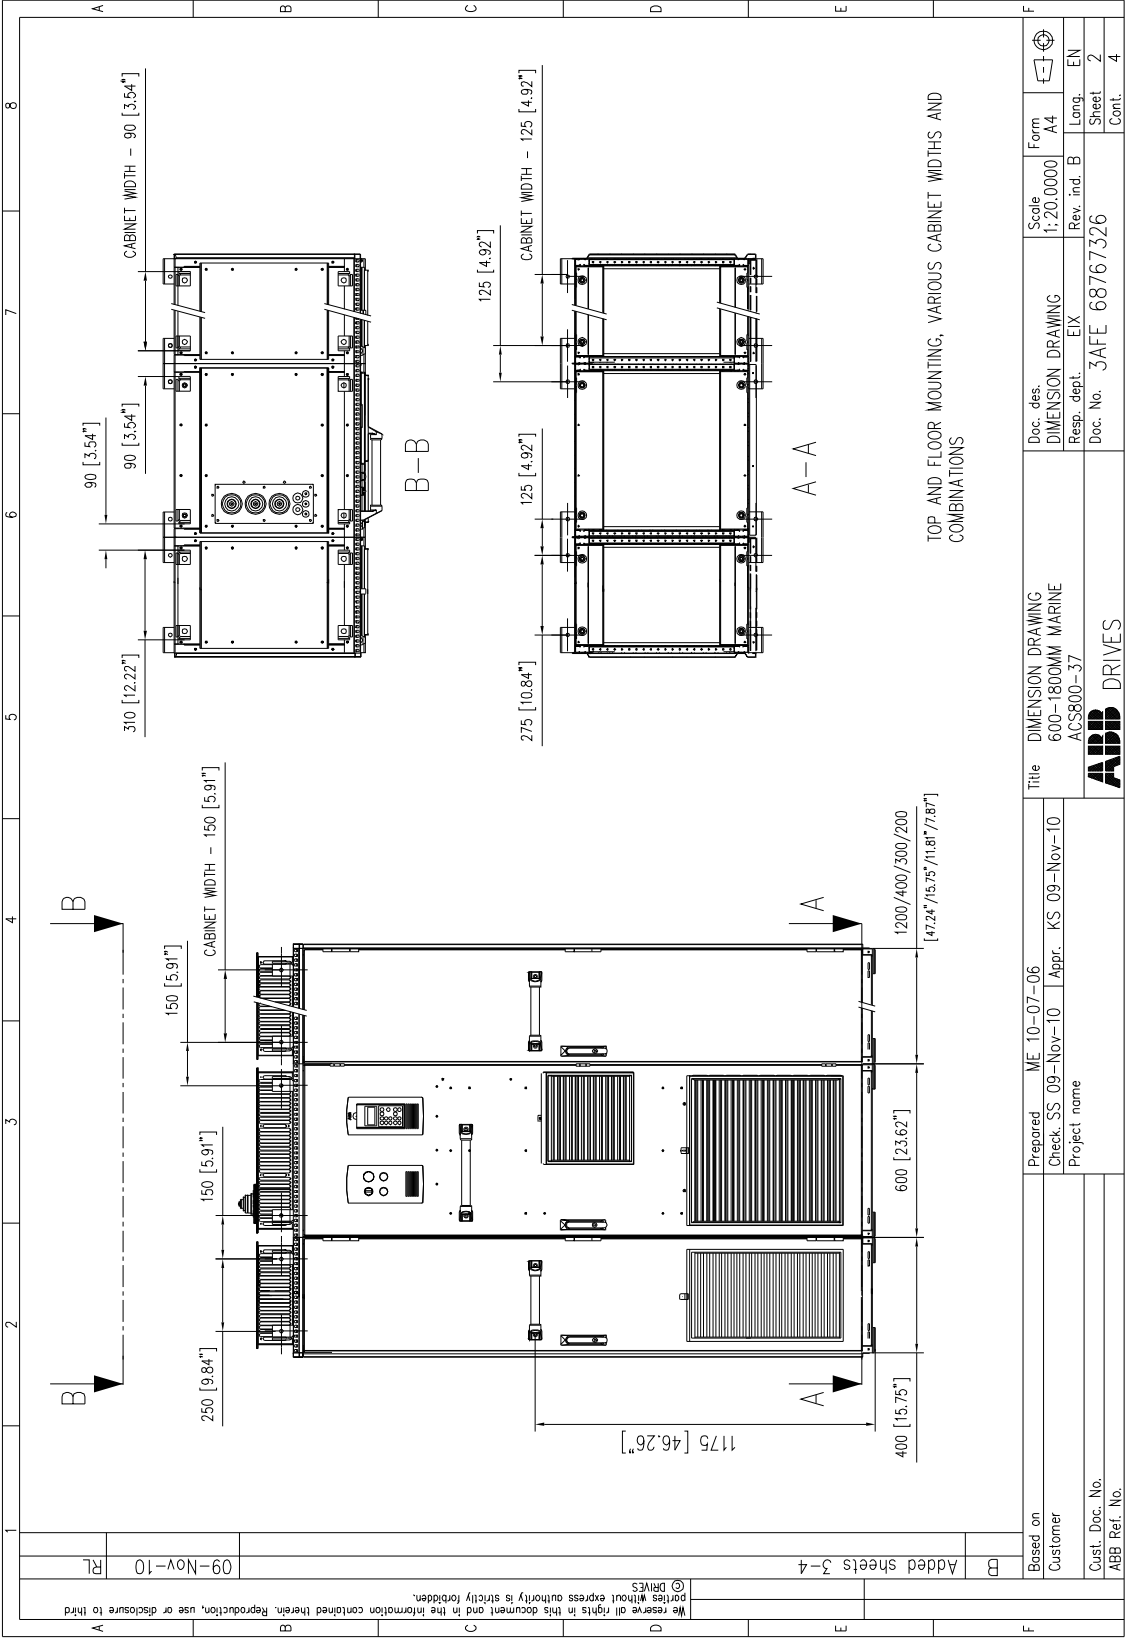 1
2
3
4
5
6
7
8
A
B
C
D
E
F
A
B
C
D
E
F
B
B
A
A
250 [9.84"]
150 [5.91"]
150 [5.91"]
CABINET WIDTH - 150 [5.91"]
1175 [46.26"]
400 [15.75"]
600 [23.62"]
1200/400/300/200
[47.24"/15.75"/11.81"/7.87"]
310 [12.22"]
90 [3.54"]
90 [3.54"]
CABINET WIDTH - 90 [3.54"]
B-B
275 [10.84"]
125 [4.92"]
125 [4.92"]
CABINET WIDTH - 125 [4.92"]
A-A
TOP AND FLOOR MOUNTING, VARIOUS CABINET WIDTHS AND
COMBINATIONS
RL
09-Nov-10
Added sheets 3-4
B
We reserve all rights in this document and in the information contained therein. Reproduction, use or disclosure to third
parties without express authority is strictly forbidden.
© DRIVES
Based on
Customer
Cust. Doc. No.
ABB Ref. No.
Prepared ME 10-07-06
Check. SS 09-Nov-10 Appr. KS 09-Nov-10
Project name
Title DIMENSION DRAWING
600-1800MM MARINE
ACS800-37
ABB DRIVES
Doc. des.
DIMENSION DRAWING
Scale
1:20.0000
Form
A4
Resp. dept. EIX
Rev. ind. B
Lang. EN
Doc. No. 3AFE 68767326
Sheet 2
Cont. 4